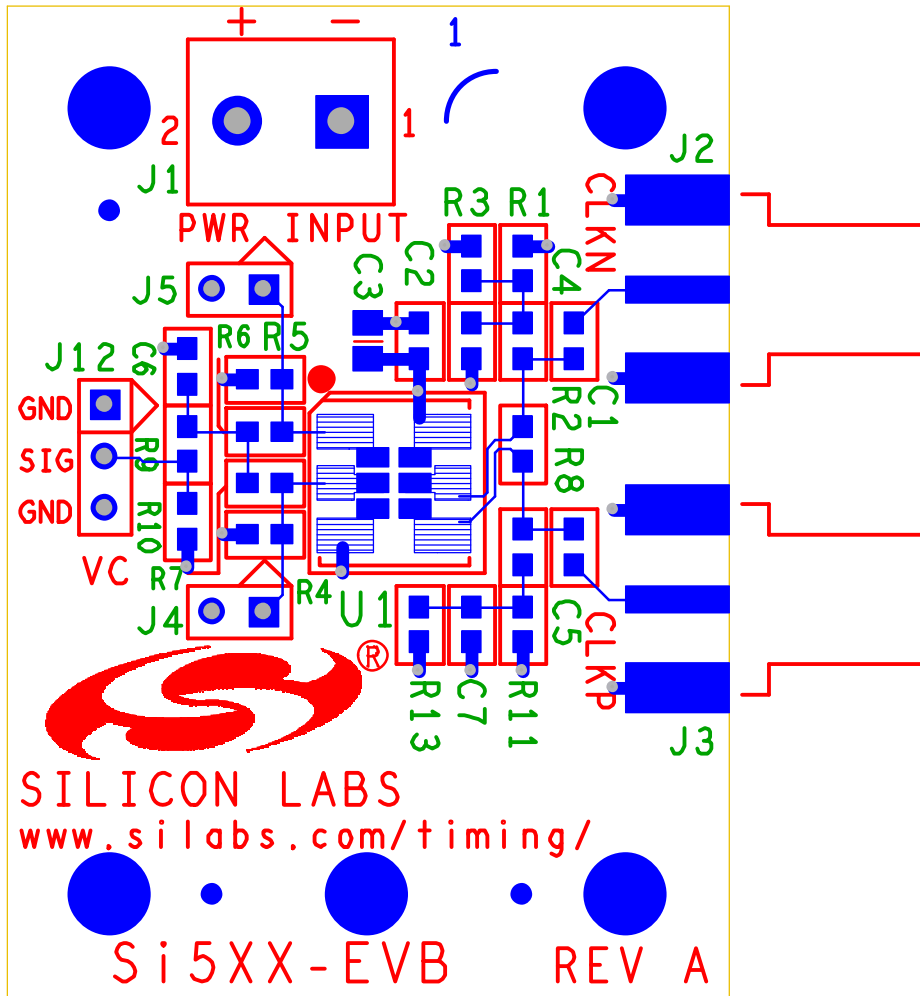 + -
1
2
1
J1
J2
PWR INPUT
R3
R1
CLKN
C3
C2
C4
J5
R6
R5
J12
C6
GND
C1
R2
SIG
R9
R8
GND
R10
VC
R7
R4
J4
U1
C5
CLKP
®
R13
C7
R11
J3
SILICON LABS
www.silabs.com/timing/
Si5XX-EVB
REV A